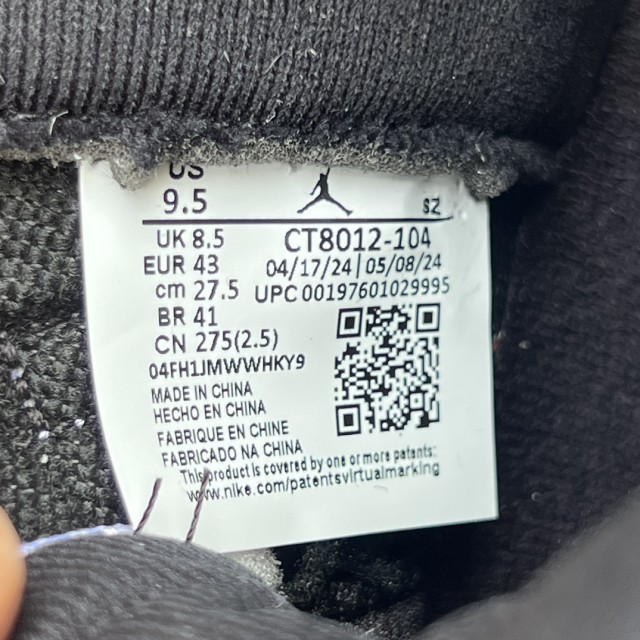 US
9.5
SZ
UK 8.5
CT8012-104
EUR 43
04/17/24|05/08/24
cm 27.5
UPC 00197601029995
BR 41
CN 275(2.5)
04FH1JMWWHKY9
MADE IN CHINA
HECHO EN CHINA
FABRIQUE EN CHINE
FABRICADO NA CHINA
This product is covered by one or more patents:
www.nike.com/patentsvirtualmarking